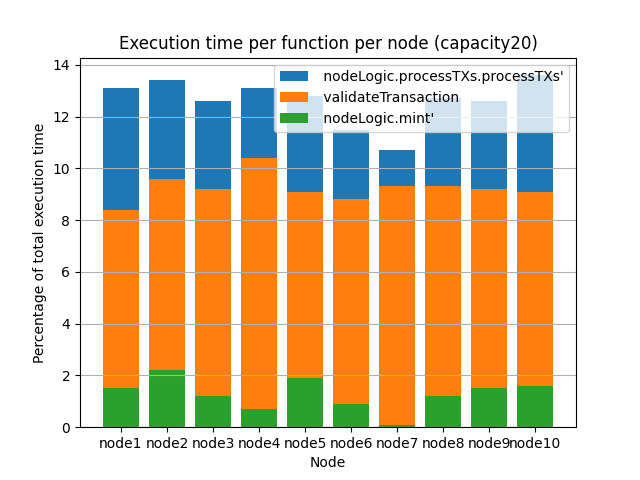 Execution time per function per node (capacity20)
14
12
10
8
6
4
2
0
Percentage of total execution time
nodeLogic.processTXs.processTXs'
validateTransaction
nodeLogic.mint'
node1 node2 node3 node4 node5 node6 node7 node8 node9 node10
Node